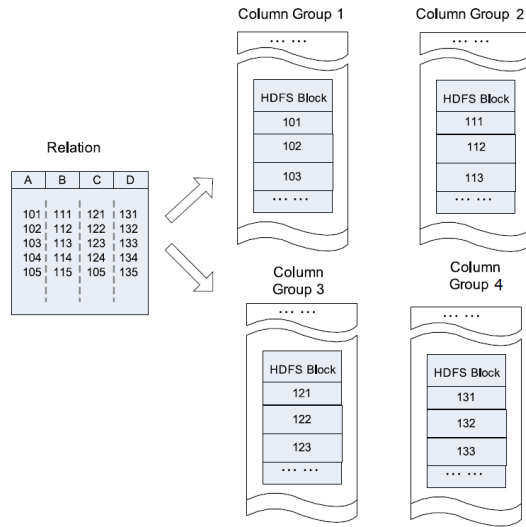 Column Group 1
... ...
HDFS Block
101
102
103
... ...
Column Group 2
... ...
HDFS Block
111
112
113
... ...
Relation
A B C D
101 111 121 131
102 112 122 132
103 113 123 133
104 114 124 134
105 115 105 135
Column
Group 3
... ...
HDFS Block
121
122
123
... ...
Column
Group 4
... ...
HDFS Block
131
132
133
... ...